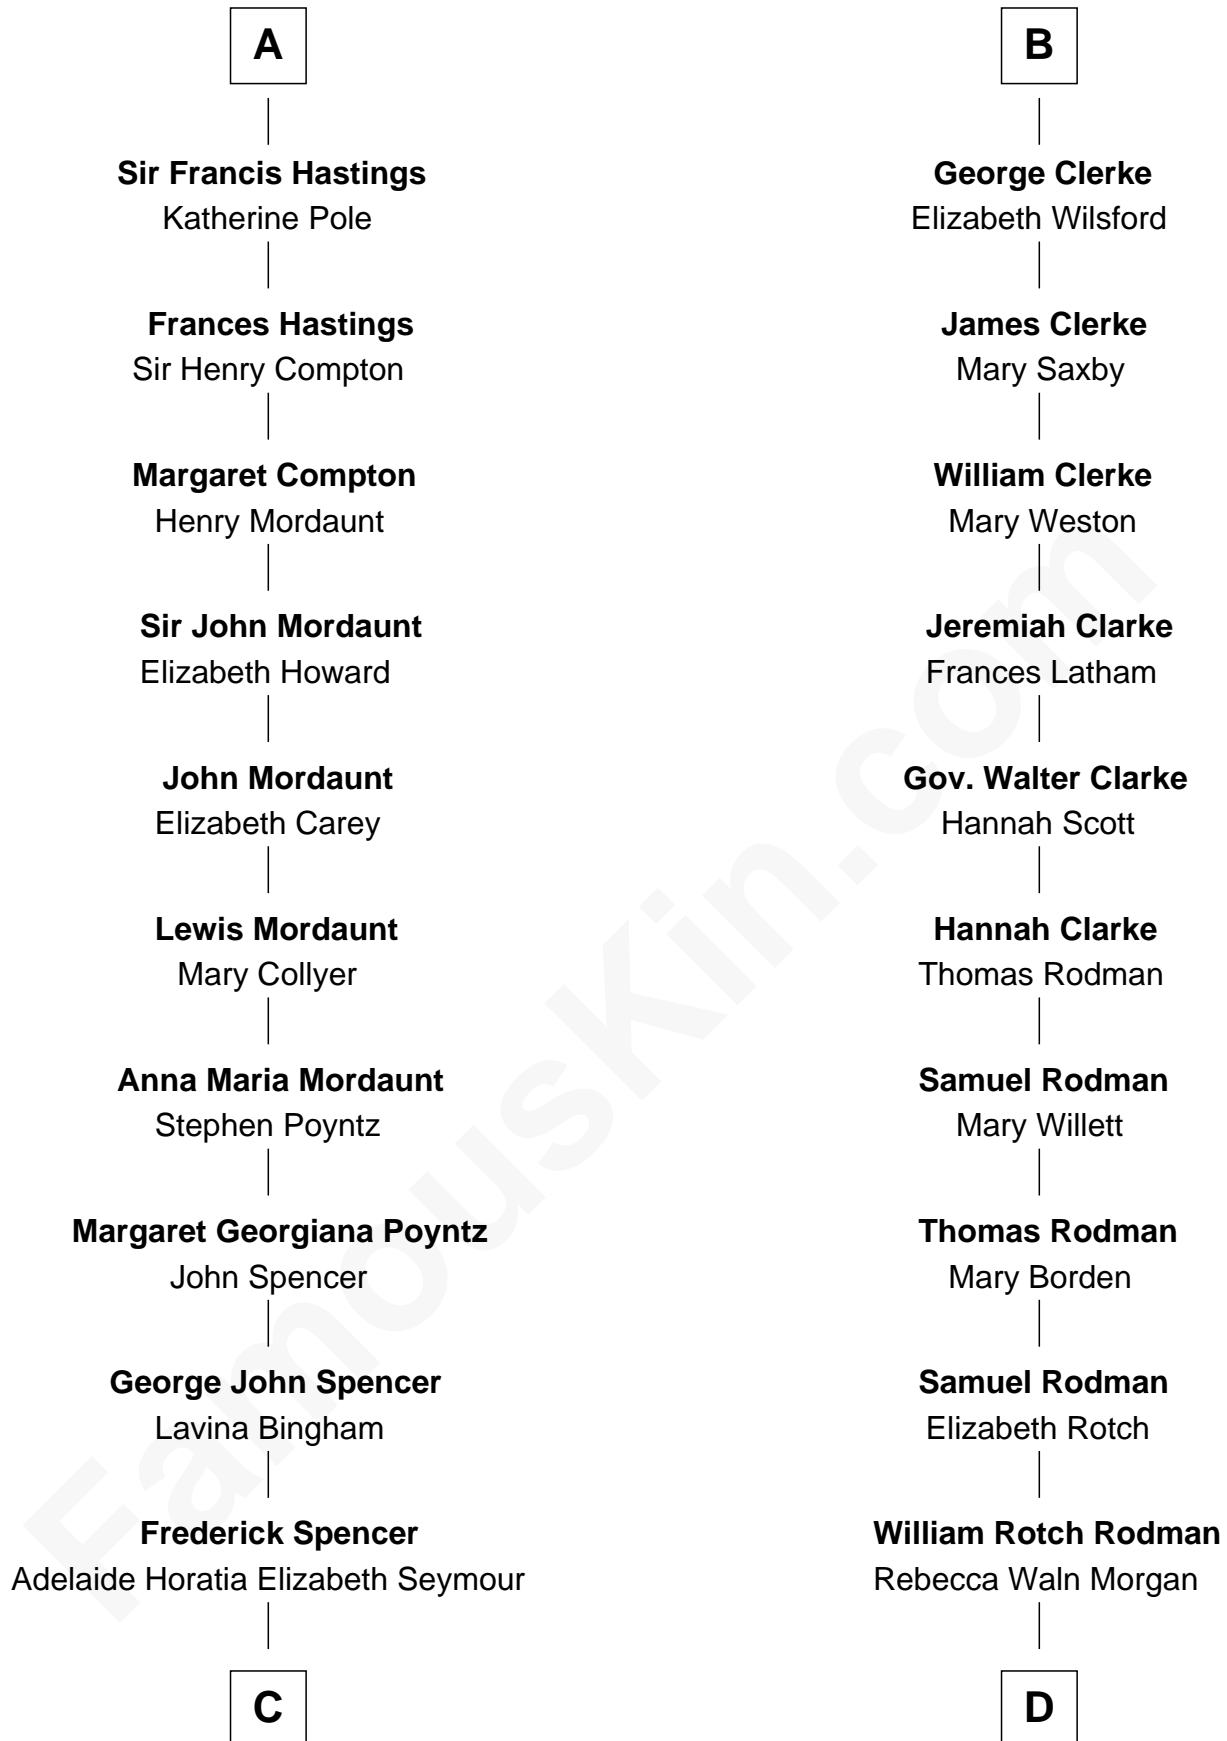 A
Sir Francis Hastings
Katherine Pole
Frances Hastings
Sir Henry Compton
Margaret Compton
Henry Mordaunt
Sir John Mordaunt
Elizabeth Howard
John Mordaunt
Elizabeth Carey
Lewis Mordaunt
Mary Collyer
Anna Maria Mordaunt
Stephen Poyntz
Margaret Georgiana Poyntz
John Spencer
George John Spencer
Lavina Bingham
Frederick Spencer
Adelaide Horatia Elizabeth Seymour
C
B
George Clerke
Elizabeth Wilsford
James Clerke
Mary Saxby
William Clerke
Mary Weston
Jeremiah Clarke
Frances Latham
Gov. Walter Clarke
Hannah Scott
Hannah Clarke
Thomas Rodman
Samuel Rodman
Mary Willett
Thomas Rodman
Mary Borden
Samuel Rodman
Elizabeth Rotch
William Rotch Rodman
Rebecca Waln Morgan
D
FamousKin.com